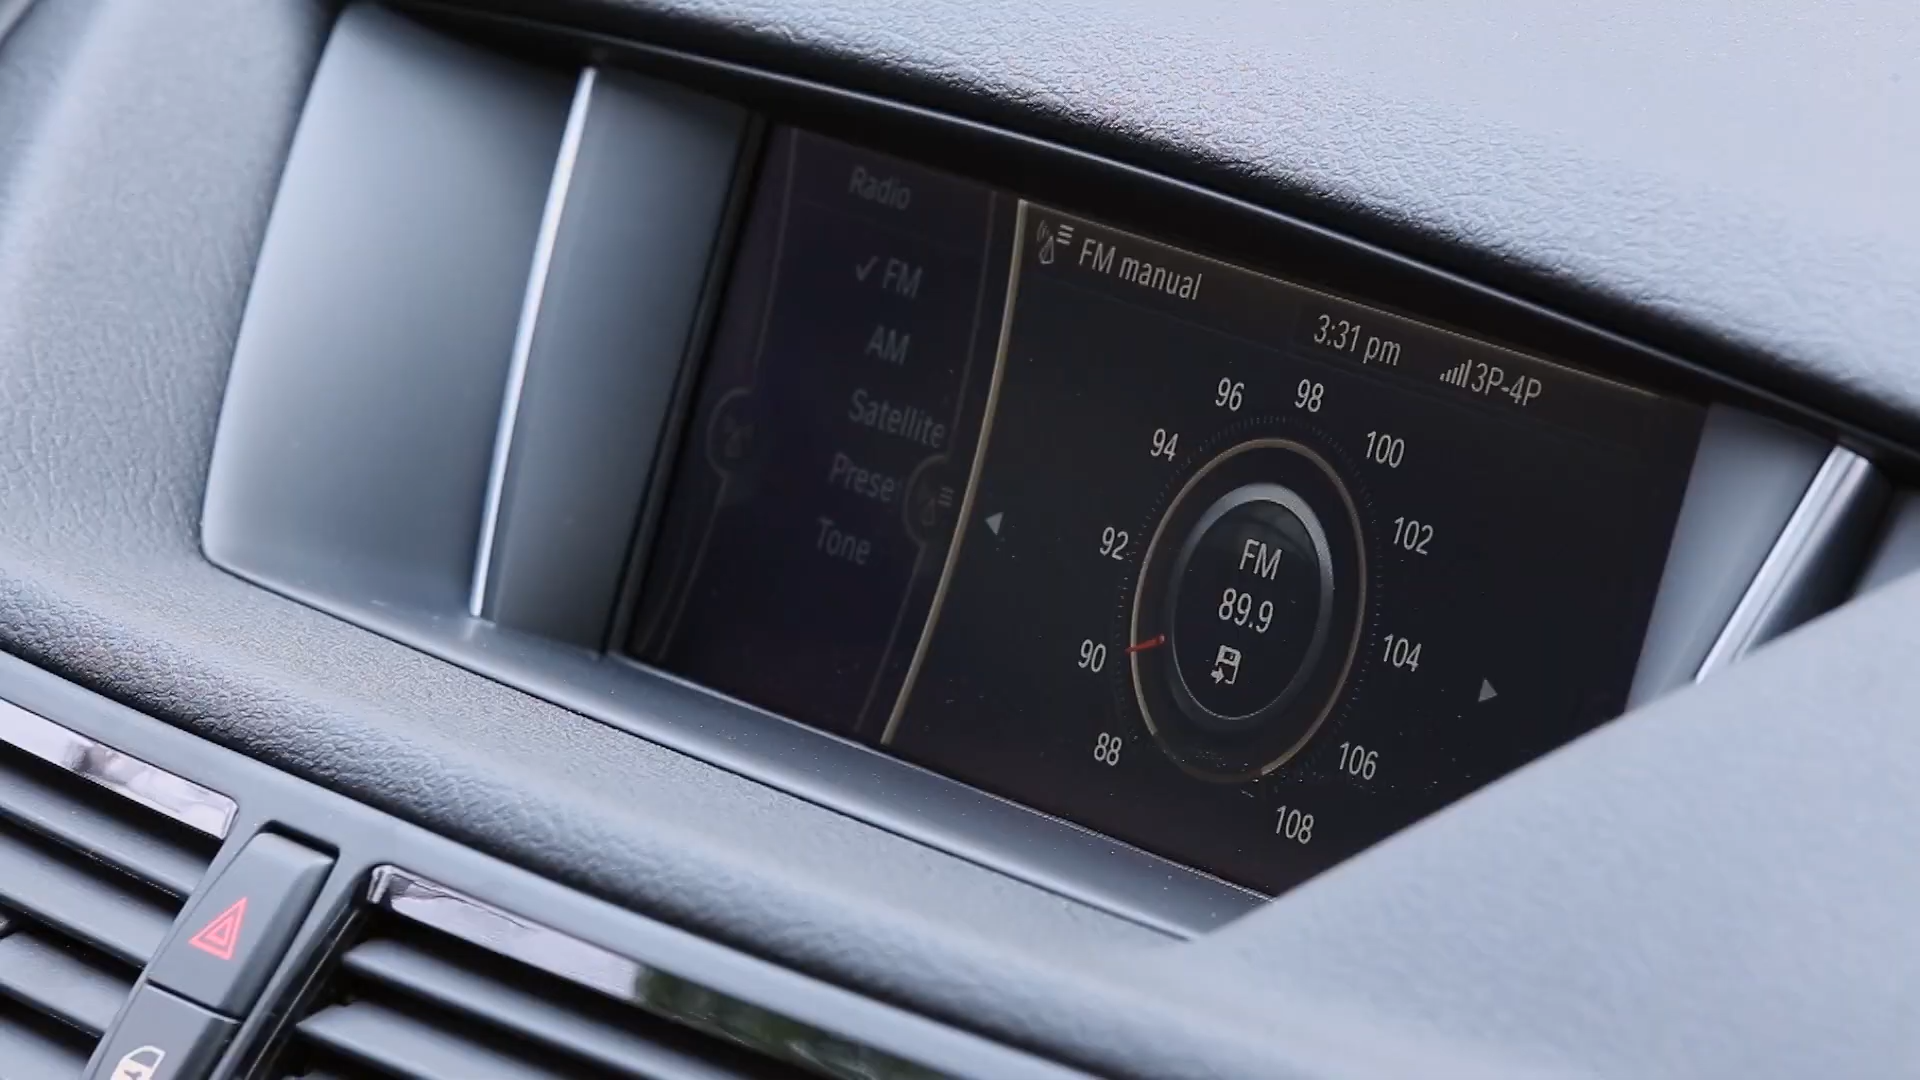 Radio
✓ FM
AM
Satellite
Prese
Tone
FM manual
3:31 pm
3P-4P
96
98
94
100
92
102
90
104
88
106
108
FM
89.9